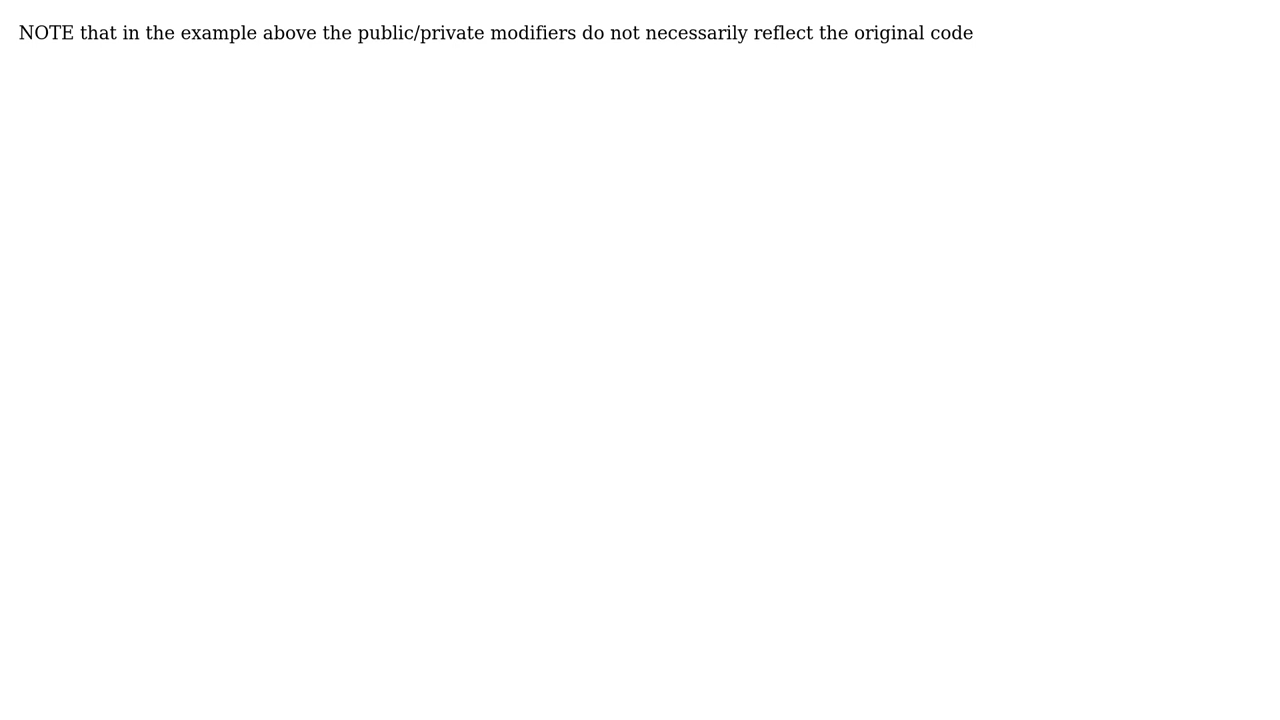 NOTE that in the example above the public/private modifiers do not necessarily reflect the original code